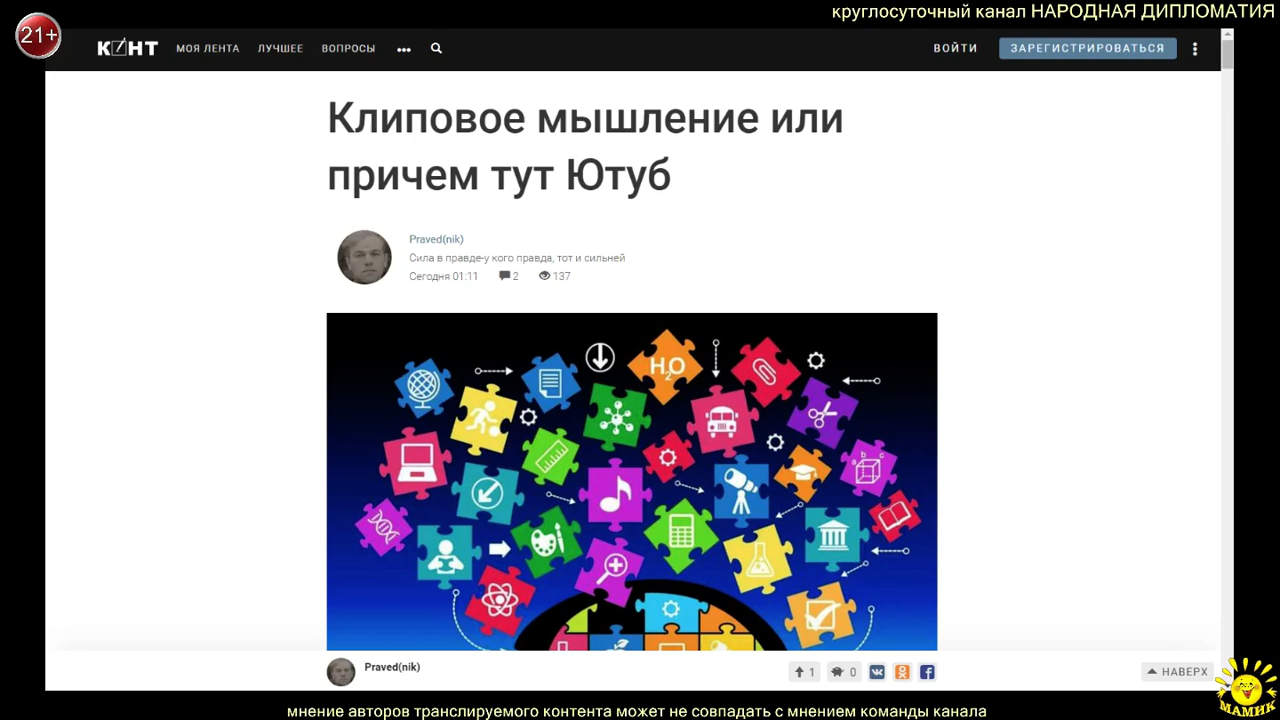 круглосуточный канал НАРОДНАЯ ДИПЛОМАТИЯ
21+
КОНТ МОЯ ЛЕНТА ЛУЧШЕЕ ВОПРОСЫ ••• ВОЙТИ ЗАРЕГИСТРИРОВАТЬСЯ
Клиповое мышление или
причем тут Ютуб
Praved(nik)
Сила в правде-у кого правда, тот и сильней
Сегодня 01:11 2 137
H2O
a b c
Praved(nik) 1 0 НАВЕРХ
МАМИК
мнение авторов транслируемого контента может не совпадать с мнением команды канала